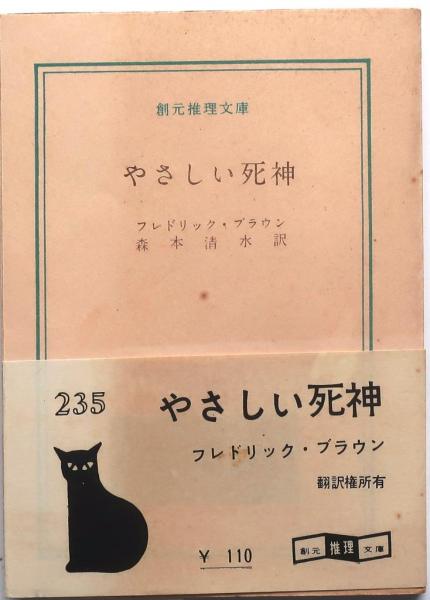 創元推理文庫
やさしい死神
フレドリック・ブラウン
森本清水訳
235
やさしい死神
フレドリック・ブラウン
翻訳権所有
¥ 110
創元 推理 文庫